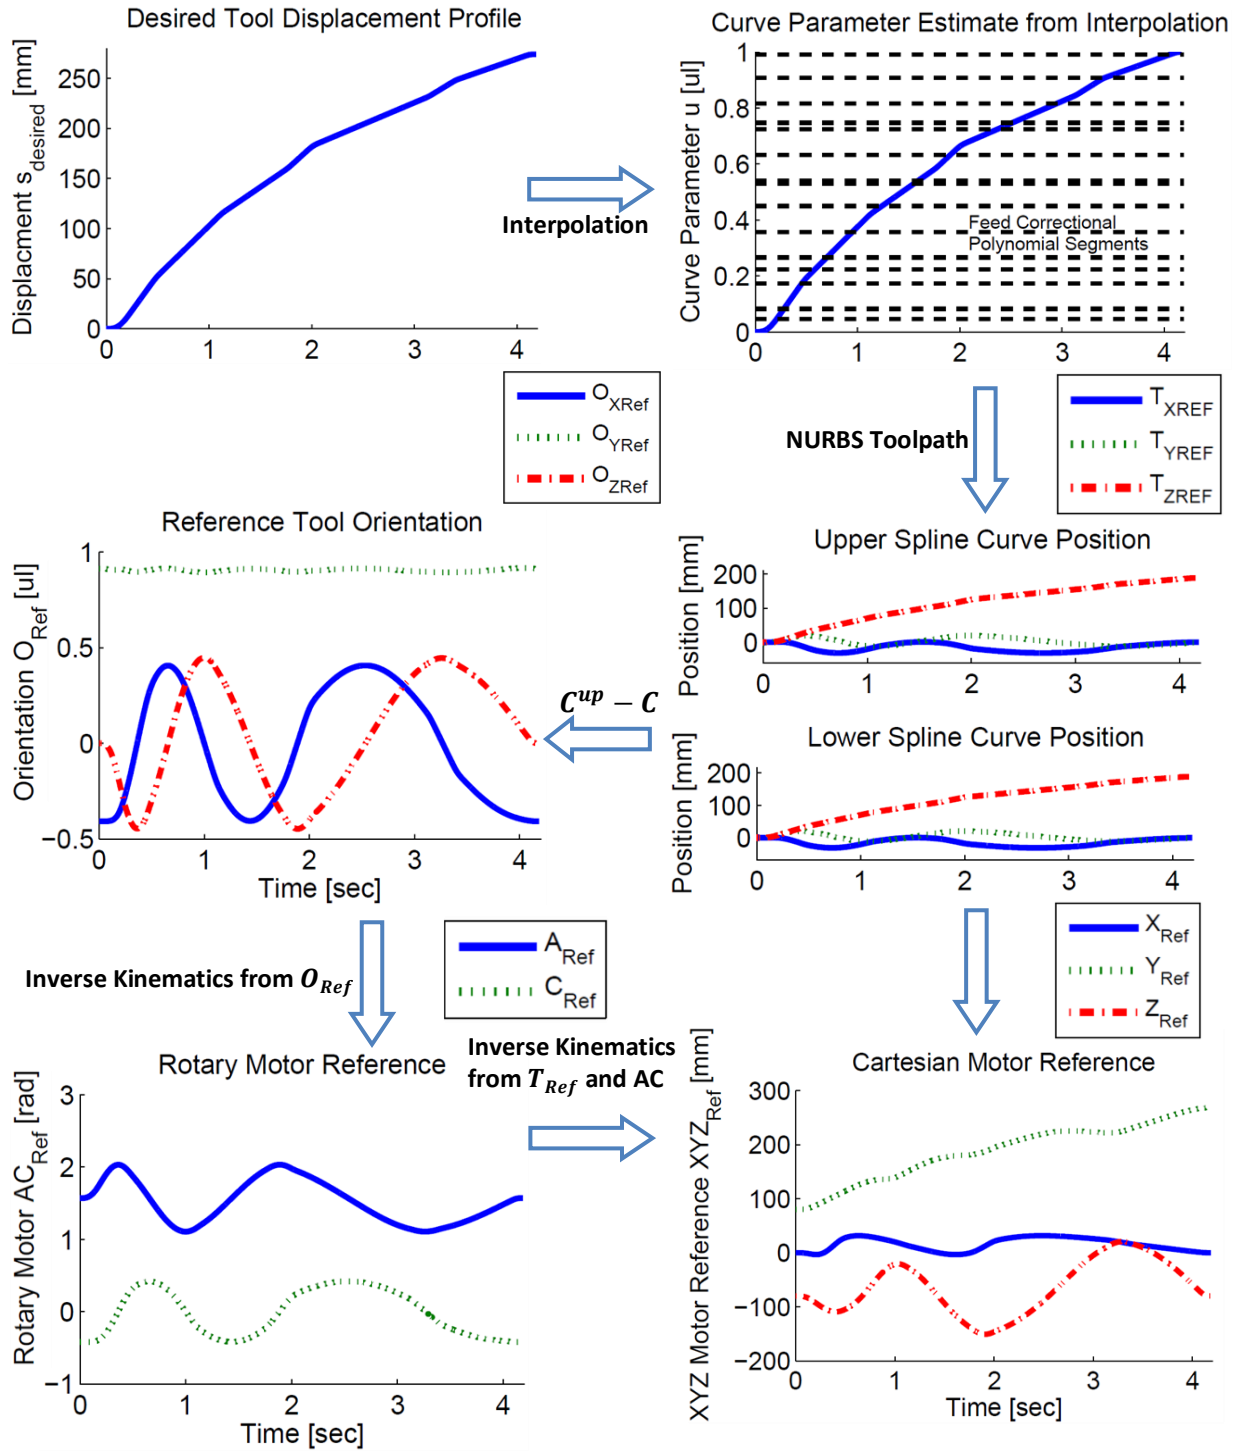 Desired Tool Displacement Profile
Displacment s_desired [mm]
250
200
150
100
50
0
0 1 2 3 4
Interpolation
Curve Parameter Estimate from Interpolation
Curve Parameter u [ul]
1
0.8
0.6
0.4
0.2
0
Feed Correctional
Polynomial Segments
0 1 2 3 4
O_XRef
O_YRef
O_ZRef
NURBS Toolpath
T_XREF
T_YREF
T_ZREF
Reference Tool Orientation
Orientation O_Ref [ul]
1
0.5
0
−0.5
0 1 2 3 4
Time [sec]
Upper Spline Curve Position
Position [mm]
200
100
0
0 1 2 3 4
C^up − C
Lower Spline Curve Position
Position [mm]
200
100
0
0 1 2 3 4
Inverse Kinematics from O_Ref
A_Ref
C_Ref
X_Ref
Y_Ref
Z_Ref
Rotary Motor Reference
Rotary Motor AC_Ref [rad]
3
2
1
0
−1
0 1 2 3 4
Time [sec]
Inverse Kinematics
from T_Ref and AC
Cartesian Motor Reference
XYZ Motor Reference XYZ_Ref [mm]
300
200
100
0
−100
−200
0 1 2 3 4
Time [sec]